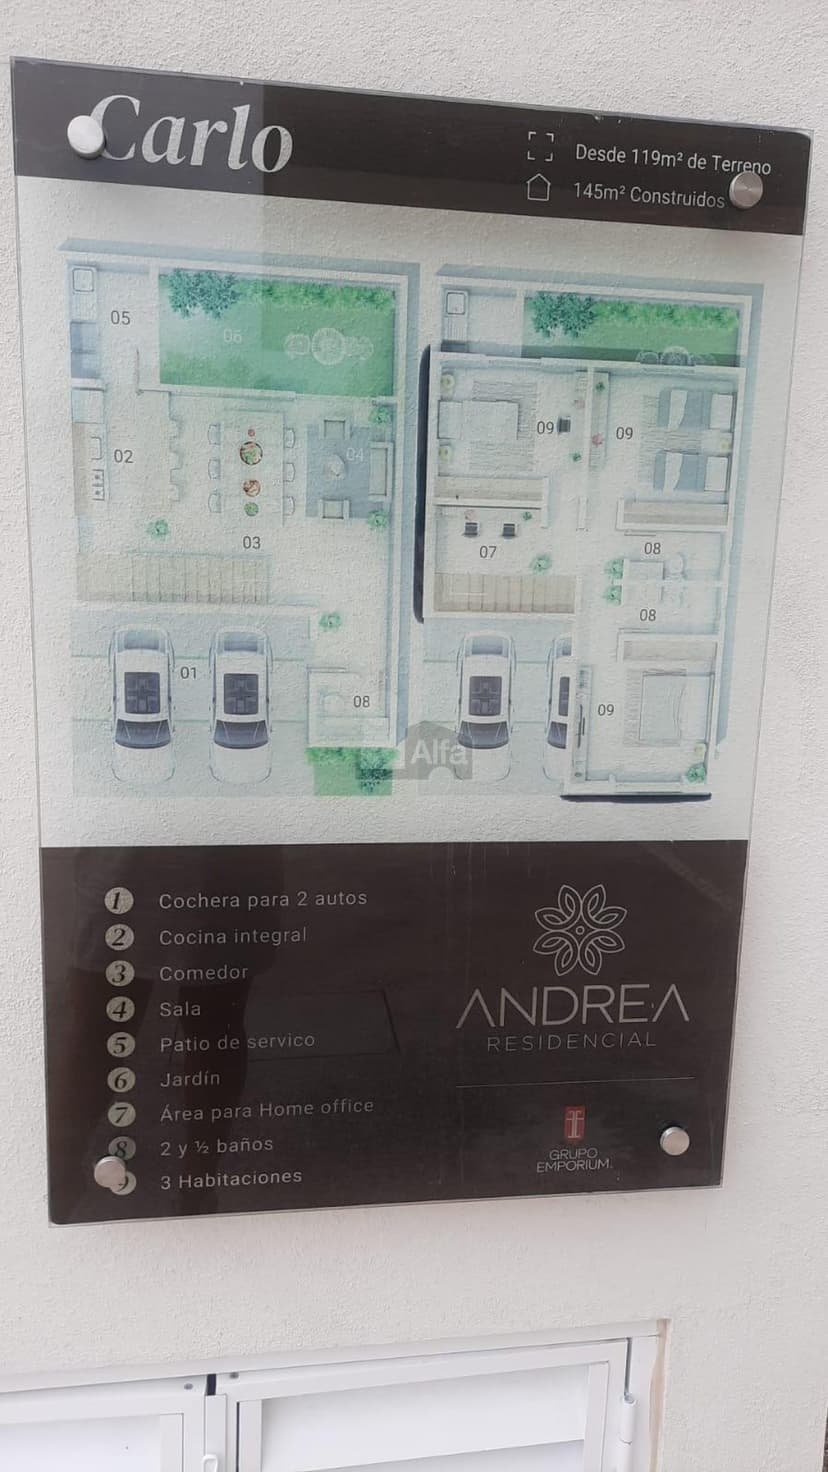 Carlo
Desde 119m² de Terreno
145m² Construidos
05
06
02
03
04
01
08
09
09
07
08
08
09
Alfa
1 Cochera para 2 autos
2 Cocina integral
3 Comedor
4 Sala
5 Patio de servico
6 Jardín
7 Área para Home office
8 2 y ½ baños
9 3 Habitaciones
ANDREA
RESIDENCIAL
GRUPO
EMPORIUM